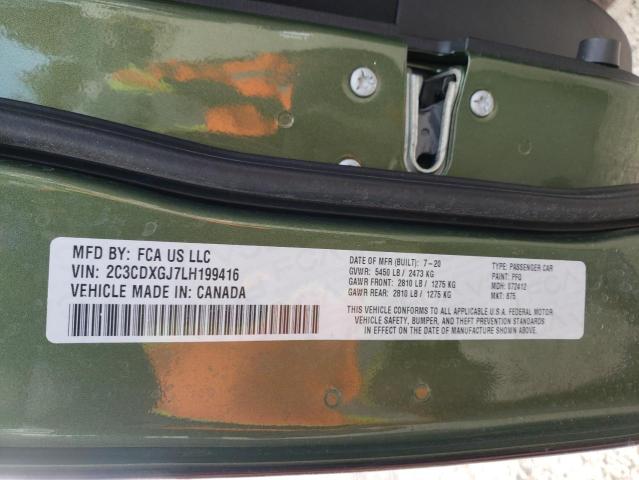 MFD BY: FCA US LLC
VIN: 2C3CDXGJ7LH199416
VEHICLE MADE IN: CANADA
DATE OF MFR (BUILT): 7-20
GVWR: 5450 LB / 2473 KG
GAWR FRONT: 2810 LB / 1275 KG
GAWR REAR: 2810 LB / 1275 KG
TYPE: PASSENGER CAR
PAINT: PFQ
MDH: 072412
MKT: 875
THIS VEHICLE CONFORMS TO ALL APPLICABLE U.S.A. FEDERAL MOTOR
VEHICLE SAFETY, BUMPER, AND THEFT PREVENTION STANDARDS
IN EFFECT ON THE DATE OF MANUFACTURE SHOWN ABOVE.